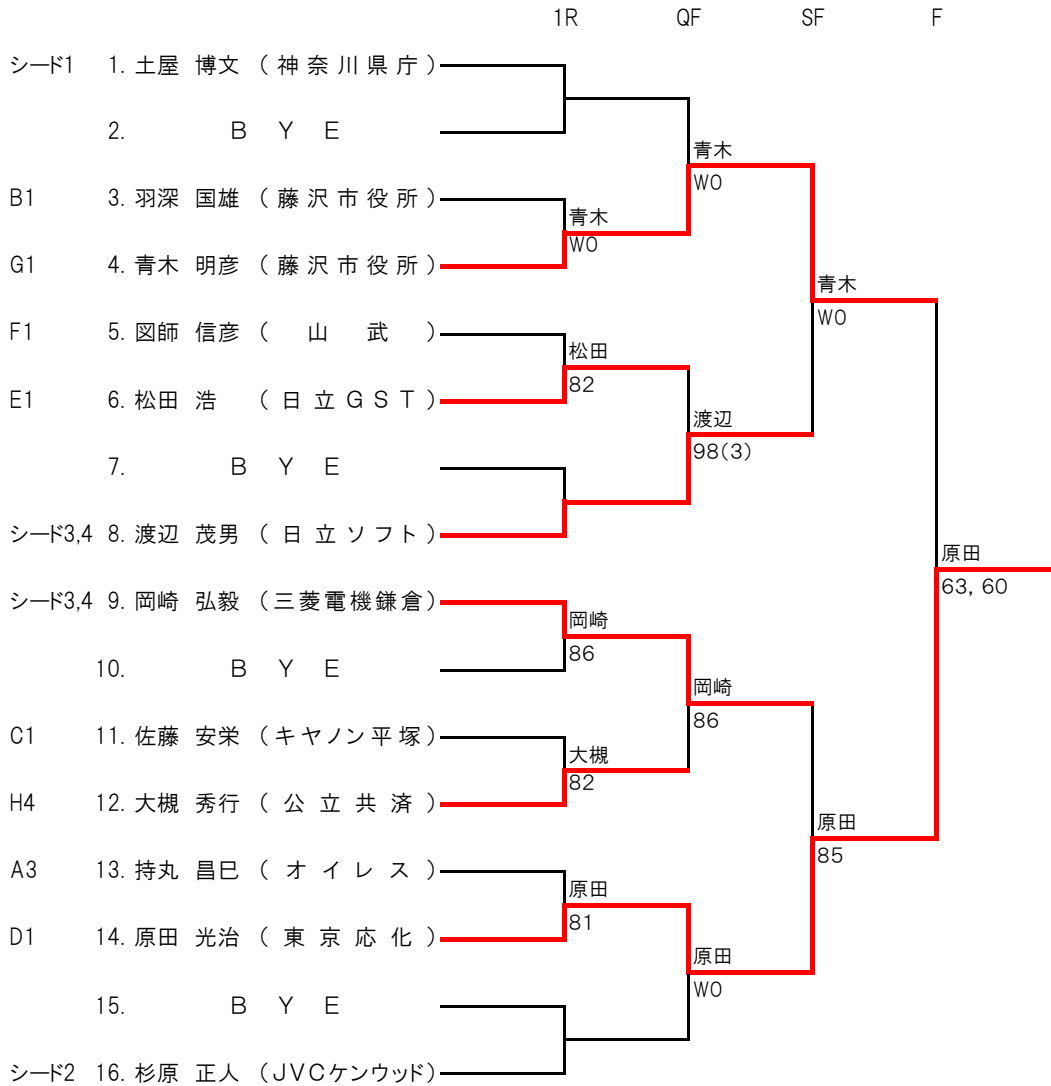 1R QF SF F
シード1 1. 土屋 博文 (神奈川県庁)
2. B Y E
青木
WO
B1 3. 羽深 国雄 (藤沢市役所)
青木
WO
G1 4. 青木 明彦 (藤沢市役所)
青木
WO
F1 5. 図師 信彦 ( 山 武 )
松田
82
E1 6. 松田 浩 (日立GST)
渡辺
98(3)
7. B Y E
シード3,4 8. 渡辺 茂男 (日立ソフト)
原田
63, 60
シード3,4 9. 岡崎 弘毅 (三菱電機鎌倉)
岡崎
86
10. B Y E
岡崎
86
C1 11. 佐藤 安栄 (キヤノン平塚)
大槻
82
H4 12. 大槻 秀行 (公立共済)
原田
85
A3 13. 持丸 昌巳 (オイレス)
原田
81
D1 14. 原田 光治 (東京応化)
原田
WO
15. B Y E
シード2 16. 杉原 正人 (JVCケンウッド)